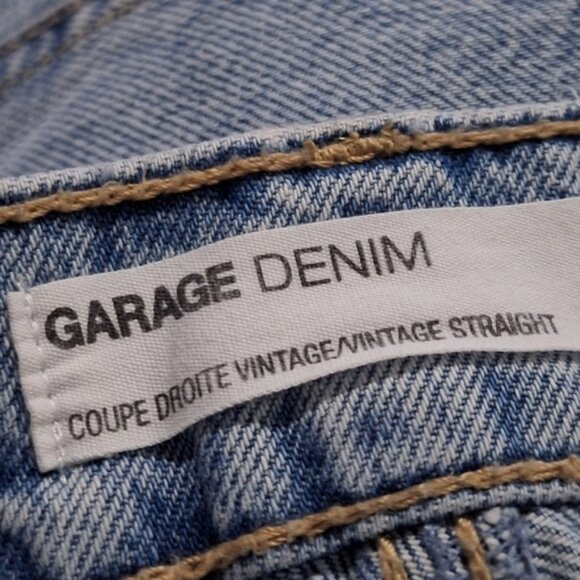 GARAGE DENIM
COUPE DROITE VINTAGE/VINTAGE STRAIGHT